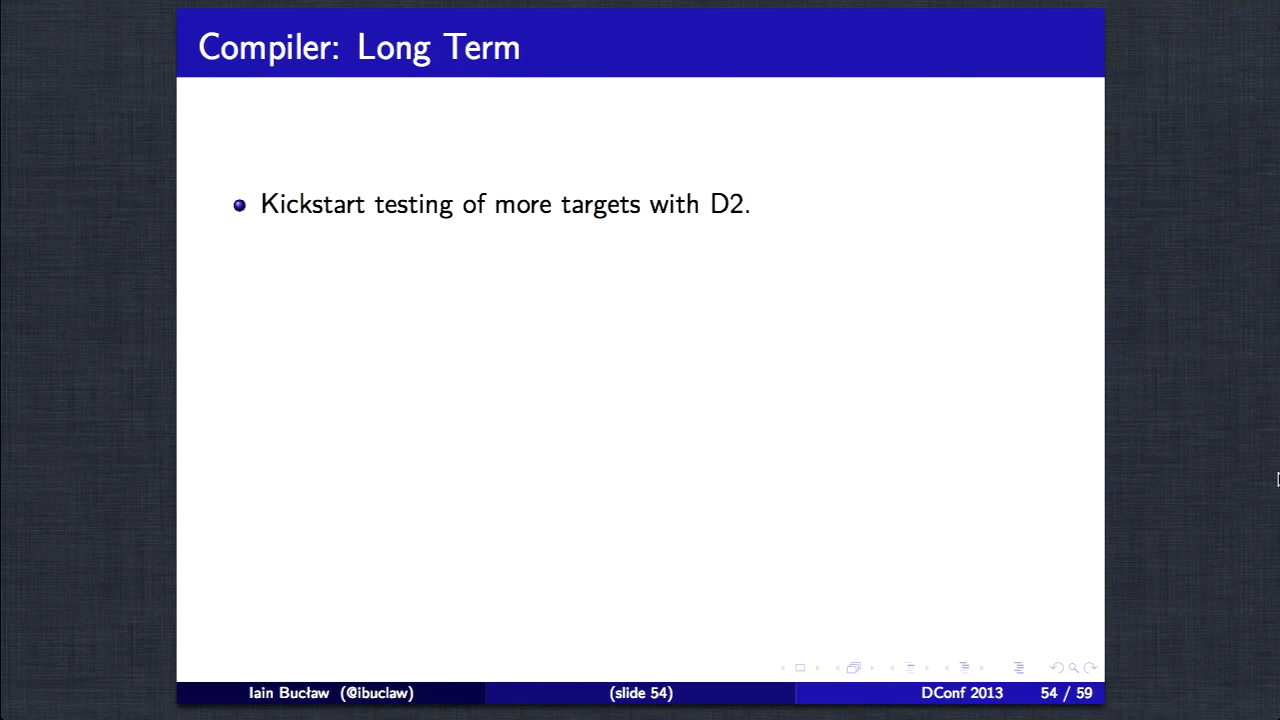 Compiler: Long Term
Kickstart testing of more targets with D2.
Iain Bucław (@ibuclaw) (slide 54) DConf 2013 54 / 59